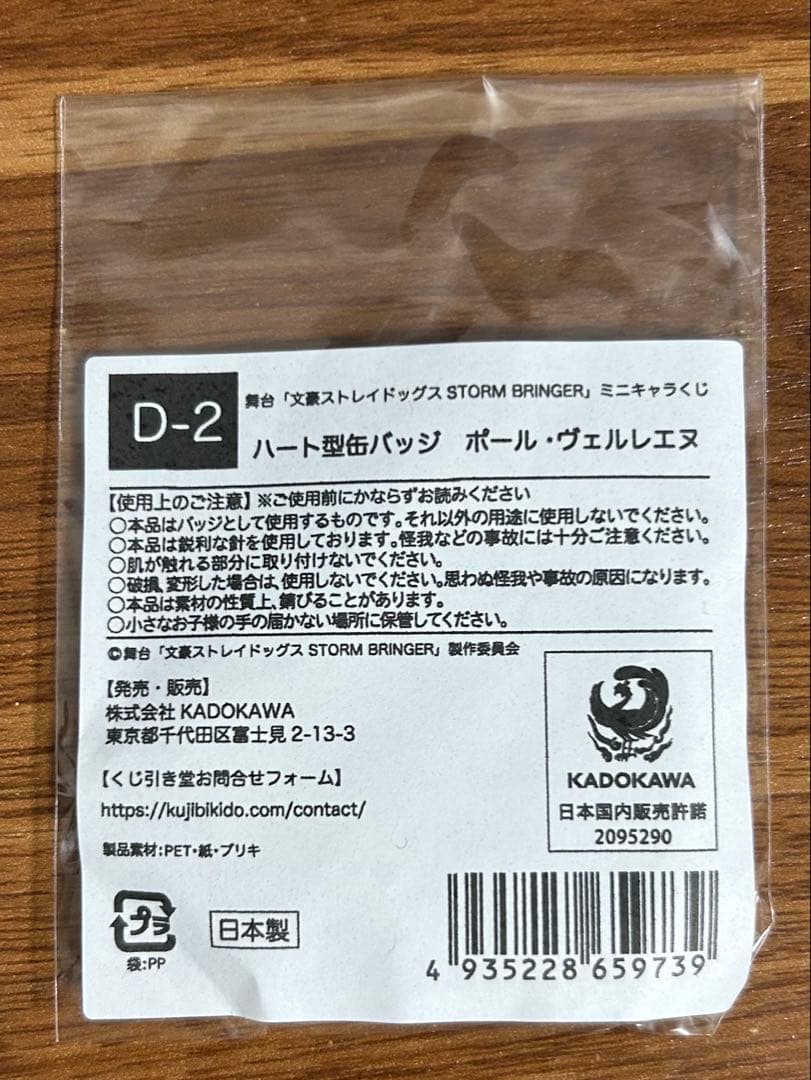 D-2
舞台「文豪ストレイドッグス STORM BRINGER」ミニキャラくじ
ハート型缶バッジ　ポール・ヴェルレエヌ
【使用上のご注意】※ご使用前にかならずお読みください
○本品はバッジとして使用するものです。それ以外の用途に使用しないでください。
○本品は鋭利な針を使用しております。怪我などの事故には十分ご注意ください。
○肌が触れる部分に取り付けないでください。
○破損、変形した場合は、使用しないでください。思わぬ怪我や事故の原因になります。
○本品は素材の性質上、錆びることがあります。
○小さなお子様の手の届かない場所に保管してください。
©舞台「文豪ストレイドッグス STORM BRINGER」製作委員会
【発売・販売】
株式会社 KADOKAWA
東京都千代田区富士見 2-13-3
【くじ引き堂お問合せフォーム】
https://kujibikido.com/contact/
製品素材：PET・紙・ブリキ
KADOKAWA
日本国内販売許諾
2095290
プラ
袋：PP
日本製
4 935228 659739